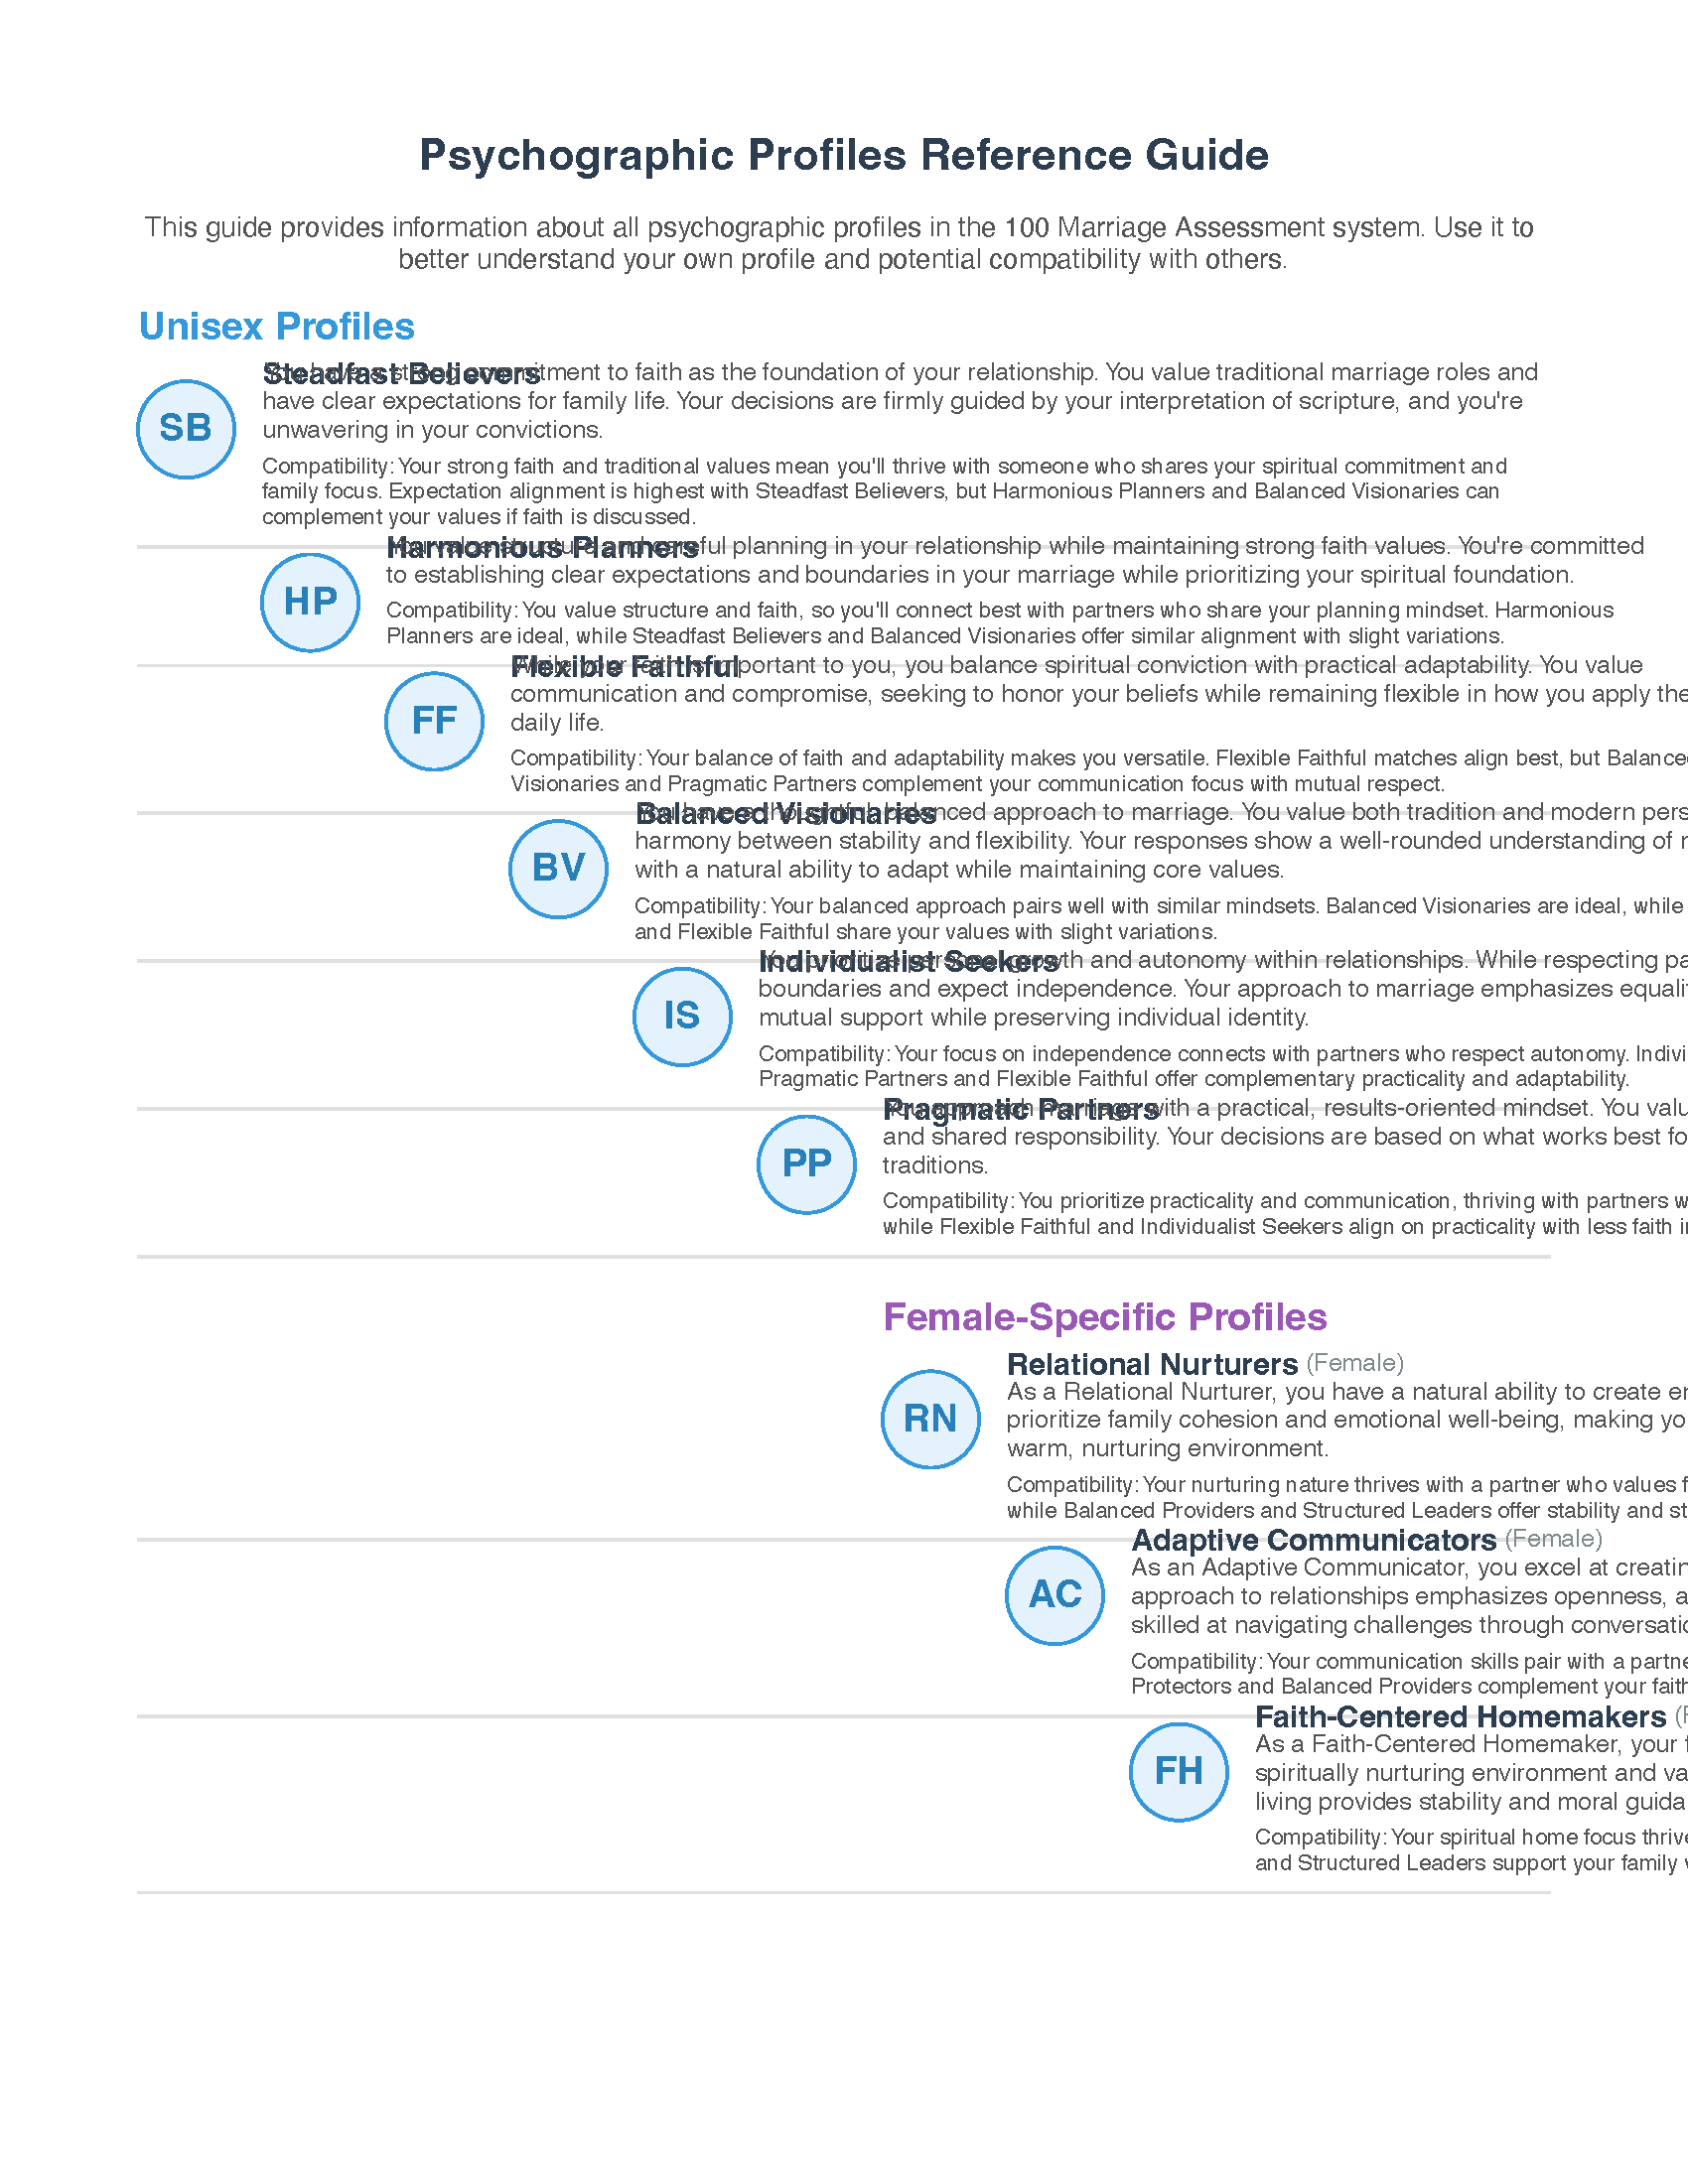 Psychographic Profiles Reference Guide
This guide provides information about all psychographic profiles in the 100 Marriage Assessment system. Use it to
better understand your own profile and potential compatibility with others.
Unisex Profiles
Steadfast Believers
You have a strong commitment to faith as the foundation of your relationship. You value traditional marriage roles and
have clear expectations for family life. Your decisions are firmly guided by your interpretation of scripture, and you're
unwavering in your convictions.
SB
Compatibility: Your strong faith and traditional values mean you'll thrive with someone who shares your spiritual commitment and
family focus. Expectation alignment is highest with Steadfast Believers, but Harmonious Planners and Balanced Visionaries can
complement your values if faith is discussed.
Harmonious Planners
You value structure and careful planning in your relationship while maintaining strong faith values. You're committed
to establishing clear expectations and boundaries in your marriage while prioritizing your spiritual foundation.
HP
Compatibility: You value structure and faith, so you'll connect best with partners who share your planning mindset. Harmonious
Planners are ideal, while Steadfast Believers and Balanced Visionaries offer similar alignment with slight variations.
Flexible Faithful
While your faith is important to you, you balance spiritual conviction with practical adaptability. You value
communication and compromise, seeking to honor your beliefs while remaining flexible in how you apply the
daily life.
FF
Compatibility: Your balance of faith and adaptability makes you versatile. Flexible Faithful matches align best, but Balance
Visionaries and Pragmatic Partners complement your communication focus with mutual respect.
Balanced Visionaries
You have a thoughtful, balanced approach to marriage. You value both tradition and modern pers
harmony between stability and flexibility. Your responses show a well-rounded understanding of
with a natural ability to adapt while maintaining core values.
BV
Compatibility: Your balanced approach pairs well with similar mindsets. Balanced Visionaries are ideal, while
and Flexible Faithful share your values with slight variations.
Individualist Seekers
You prioritize personal growth and autonomy within relationships. While respecting pa
boundaries and expect independence. Your approach to marriage emphasizes equali
mutual support while preserving individual identity.
IS
Compatibility: Your focus on independence connects with partners who respect autonomy. Indivi
Pragmatic Partners and Flexible Faithful offer complementary practicality and adaptability.
Pragmatic Partners
You approach marriage with a practical, results-oriented mindset. You valu
and shared responsibility. Your decisions are based on what works best fo
traditions.
PP
Compatibility: You prioritize practicality and communication, thriving with partners w
while Flexible Faithful and Individualist Seekers align on practicality with less faith i
Female-Specific Profiles
Relational Nurturers (Female)
As a Relational Nurturer, you have a natural ability to create e
prioritize family cohesion and emotional well-being, making yo
warm, nurturing environment.
RN
Compatibility: Your nurturing nature thrives with a partner who values f
while Balanced Providers and Structured Leaders offer stability and st
Adaptive Communicators (Female)
As an Adaptive Communicator, you excel at creatin
approach to relationships emphasizes openness, a
skilled at navigating challenges through conversatio
AC
Compatibility: Your communication skills pair with a partne
Protectors and Balanced Providers complement your faith
Faith-Centered Homemakers (F
As a Faith-Centered Homemaker, your f
spiritually nurturing environment and va
living provides stability and moral guida
FH
Compatibility: Your spiritual home focus thrive
and Structured Leaders support your family v